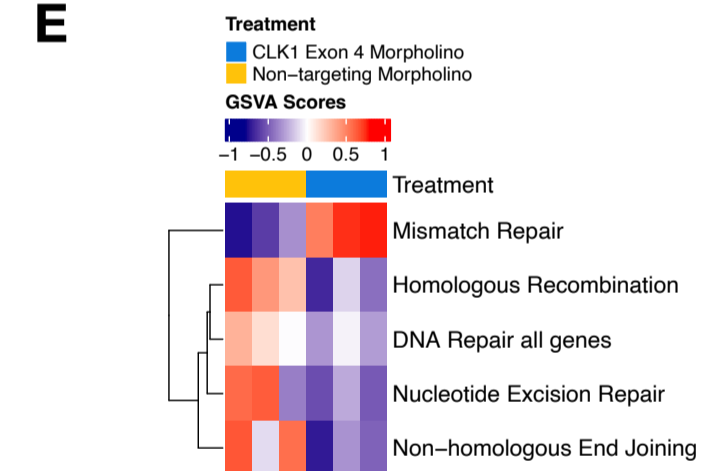 E
Treatment
CLK1 Exon 4 Morpholino
Non−targeting Morpholino
GSVA Scores
−1 −0.5 0 0.5 1
Treatment
Mismatch Repair
Homologous Recombination
DNA Repair all genes
Nucleotide Excision Repair
Non−homologous End Joining